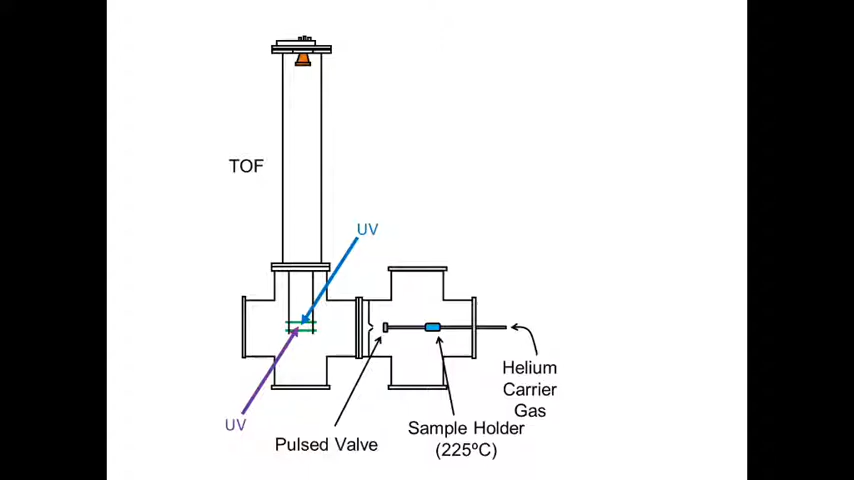 TOF
UV
UV
Helium
Carrier
Gas
Pulsed Valve
Sample Holder
(225ºC)